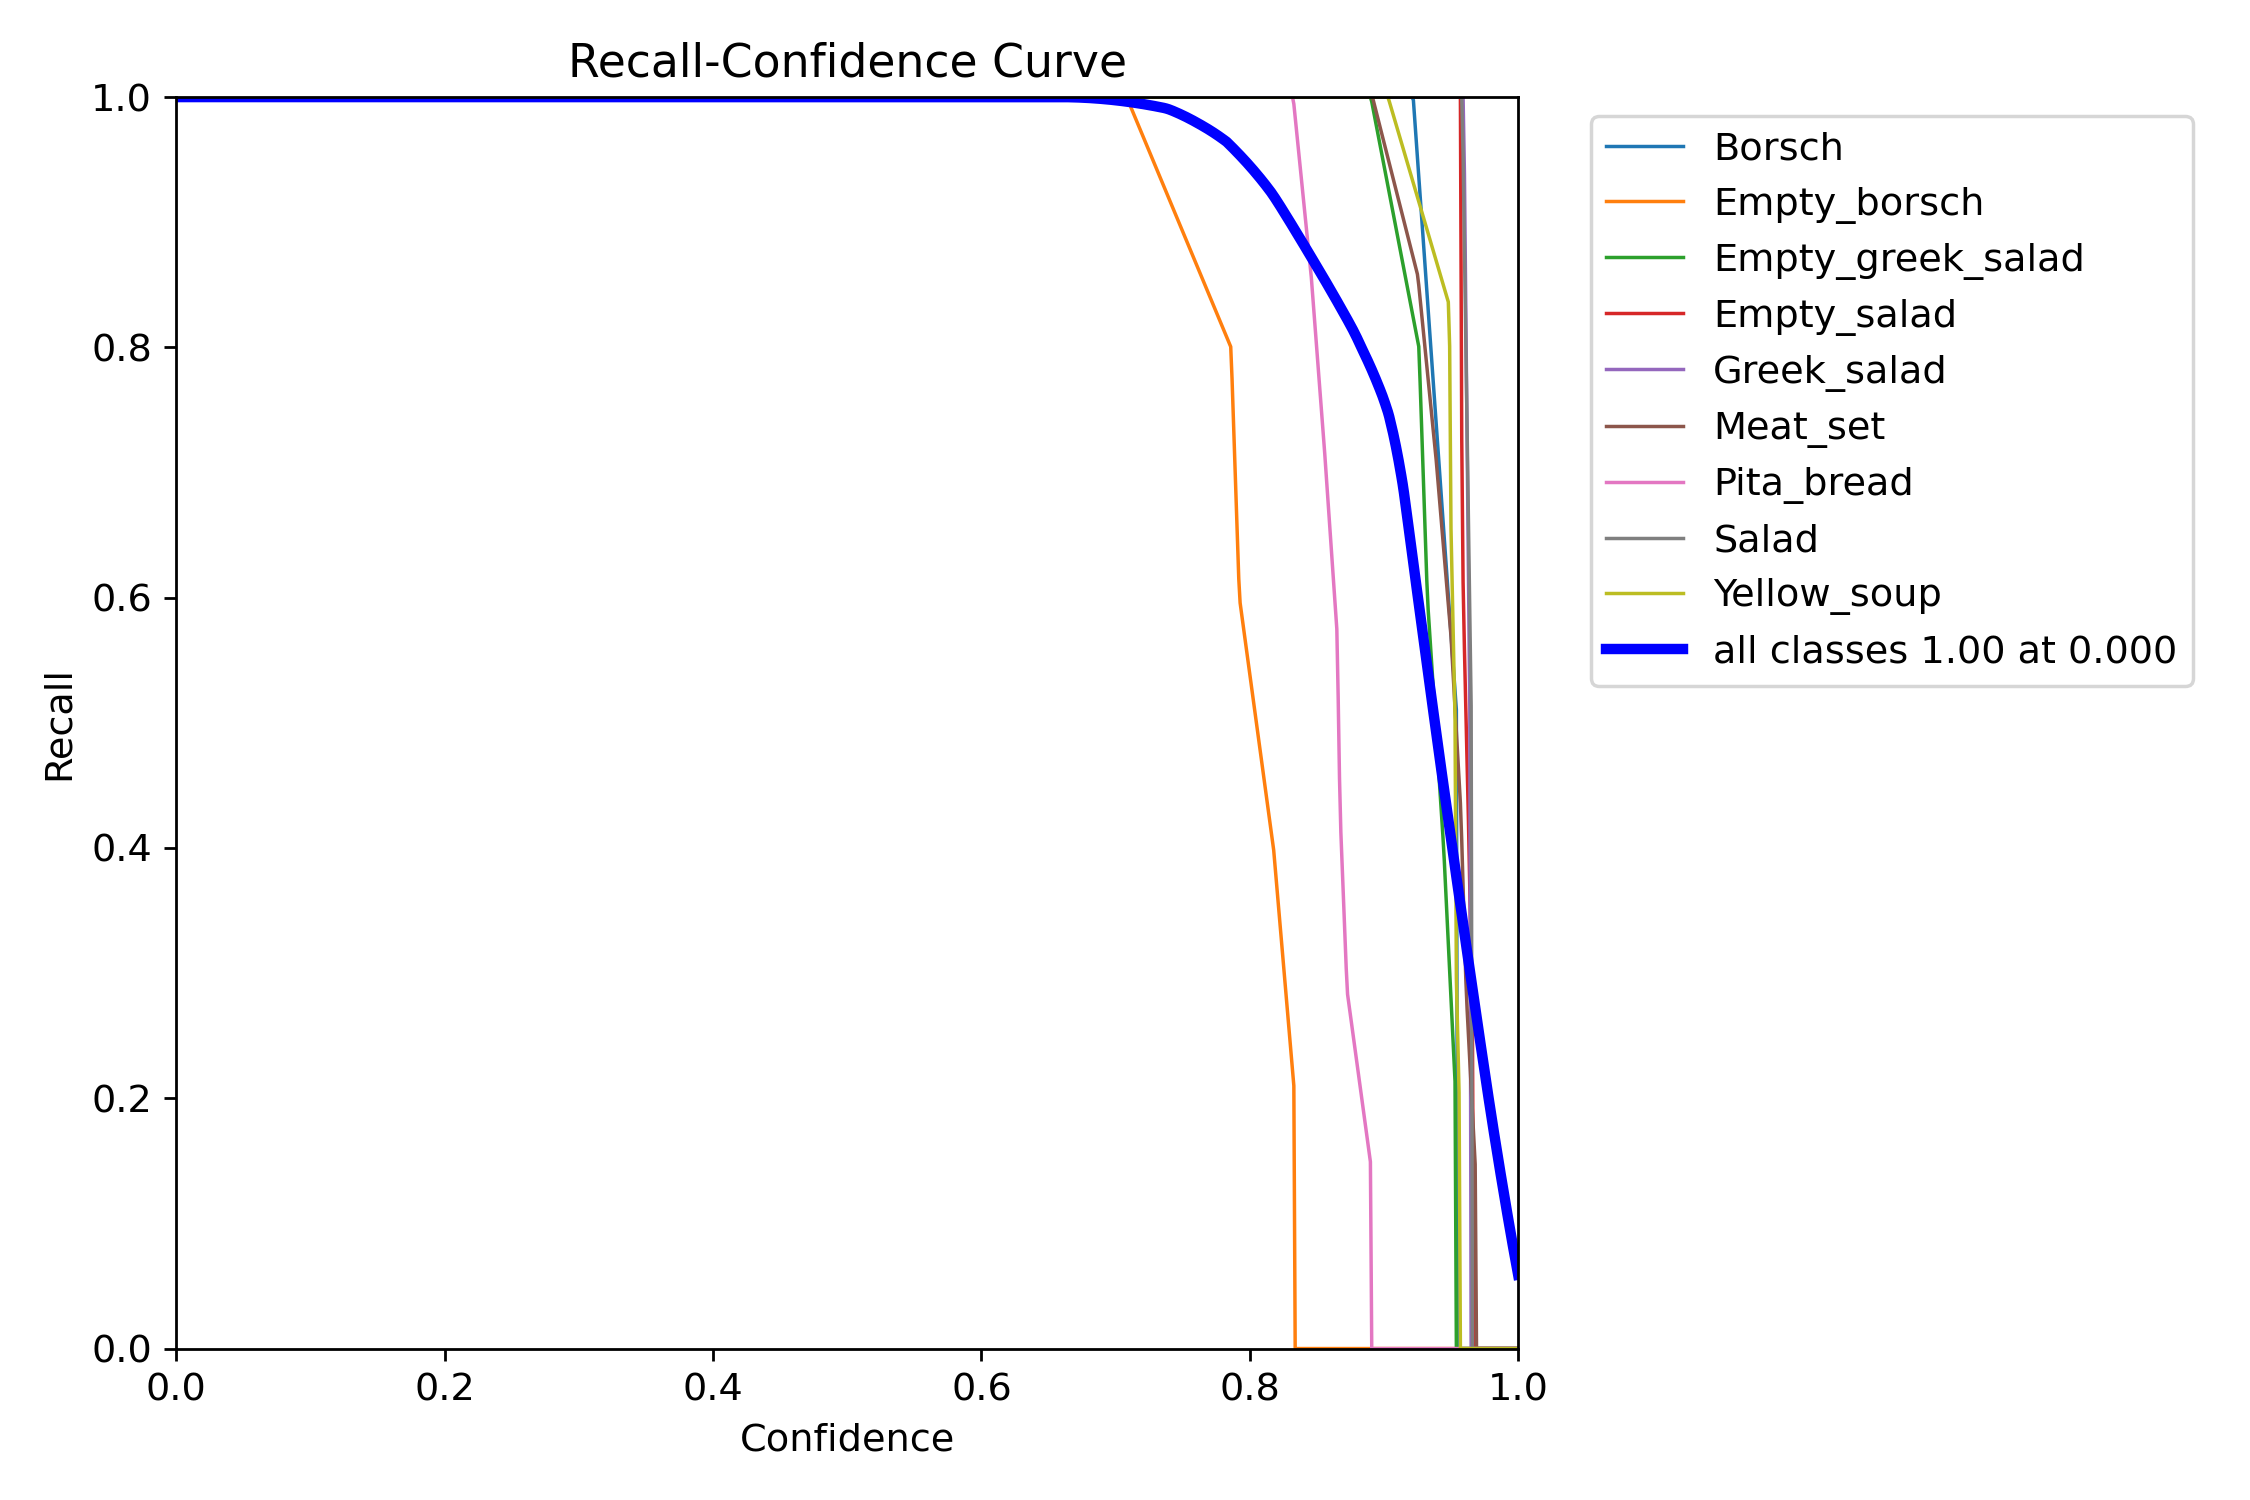 Recall-Confidence Curve
1.0
0.8
0.6
0.4
0.2
0.0
Recall
0.0 0.2 0.4 0.6 0.8 1.0
Confidence
Borsch
Empty_borsch
Empty_greek_salad
Empty_salad
Greek_salad
Meat_set
Pita_bread
Salad
Yellow_soup
all classes 1.00 at 0.000